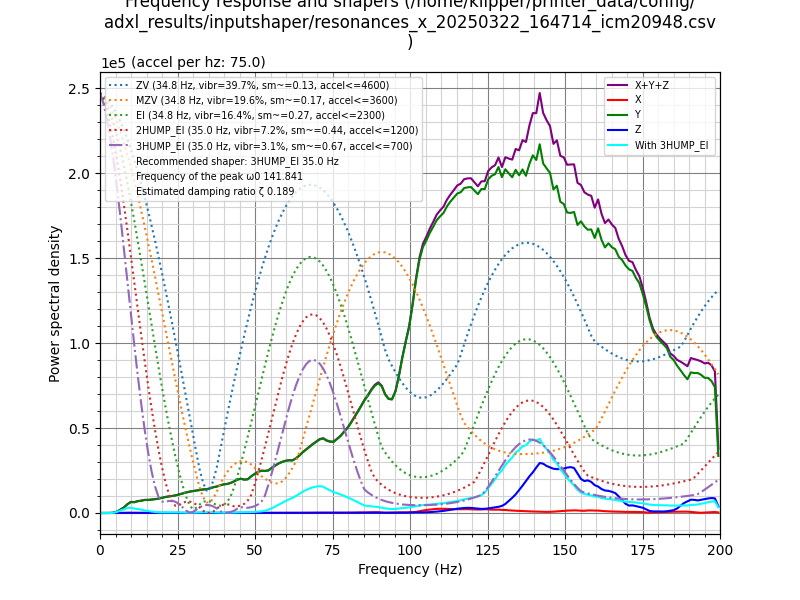 Frequency response and shapers (/home/klipper/printer_data/config/
adxl_results/inputshaper/resonances_x_20250322_164714_icm20948.csv
)
1e5 (accel per hz: 75.0)
ZV (34.8 Hz, vibr=39.7%, sm~=0.13, accel<=4600)
MZV (34.8 Hz, vibr=19.6%, sm~=0.17, accel<=3600)
EI (34.8 Hz, vibr=16.4%, sm~=0.27, accel<=2300)
2HUMP_EI (35.0 Hz, vibr=7.2%, sm~=0.44, accel<=1200)
3HUMP_EI (35.0 Hz, vibr=3.1%, sm~=0.67, accel<=700)
Recommended shaper: 3HUMP_EI 35.0 Hz
Frequency of the peak ω0 141.841
Estimated damping ratio ζ 0.189
X+Y+Z
X
Y
Z
With 3HUMP_EI
2.5
2.0
1.5
1.0
0.5
0.0
Power spectral density
0 25 50 75 100 125 150 175 200
Frequency (Hz)